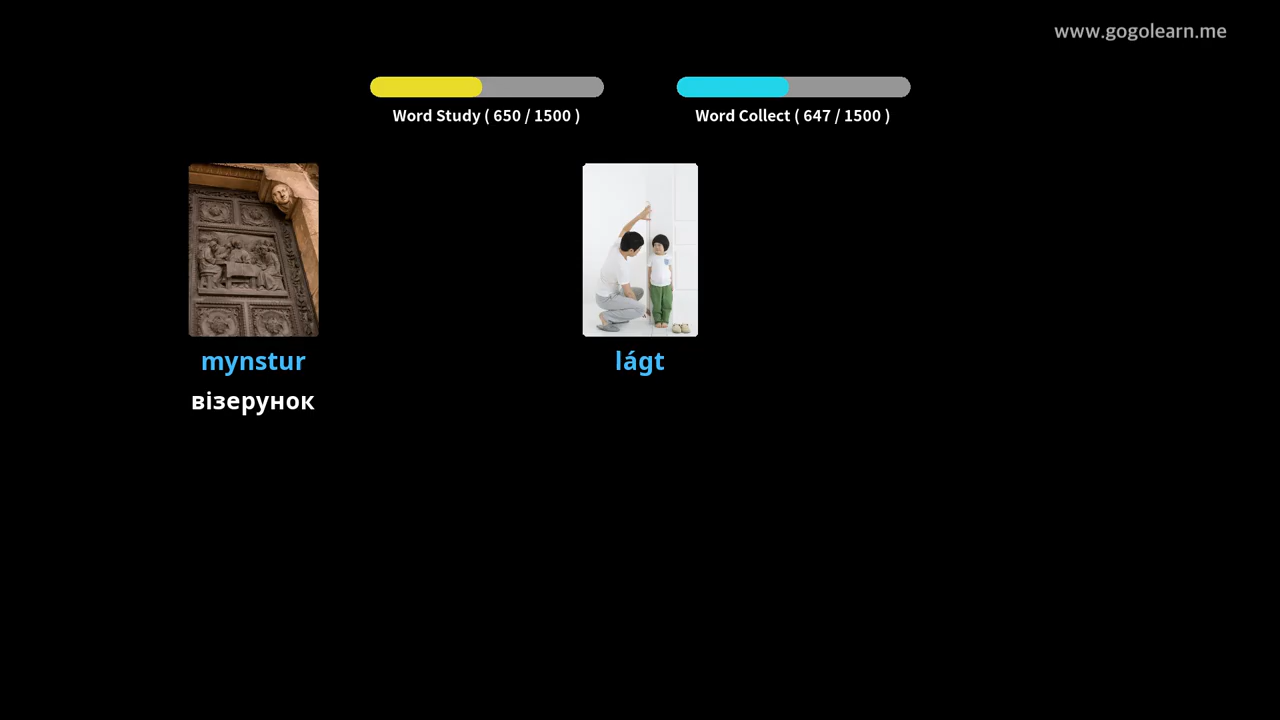 www.gogolearn.me
Word Study ( 650 / 1500 )
Word Collect ( 647 / 1500 )
mynstur
візерунок
lágt